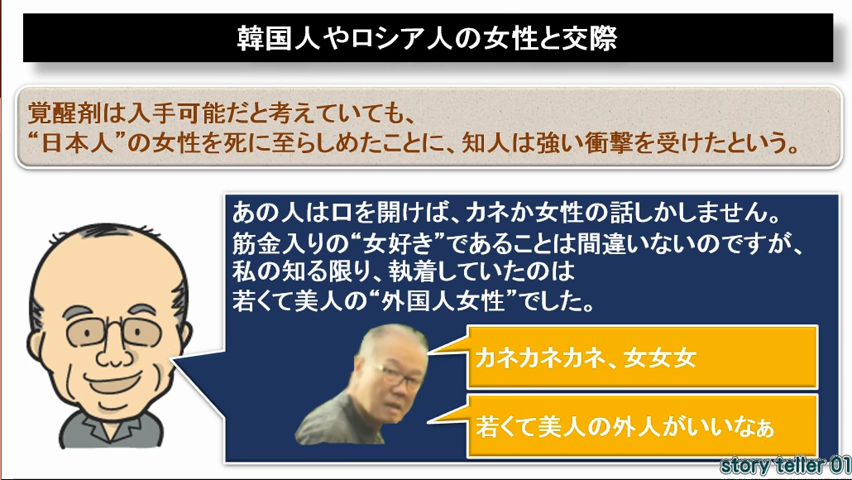 韓国人やロシア人の女性と交際
覚醒剤は入手可能だと考えていても、
“日本人”の女性を死に至らしめたことに、知人は強い衝撃を受けたという。
あの人は口を開けば、カネか女性の話しかしません。
筋金入りの“女好き”であることは間違いないのですが、
私の知る限り、執着していたのは
若くて美人の“外国人女性”でした。
カネカネカネ、女女女
若くて美人の外人がいいなぁ
story teller 01